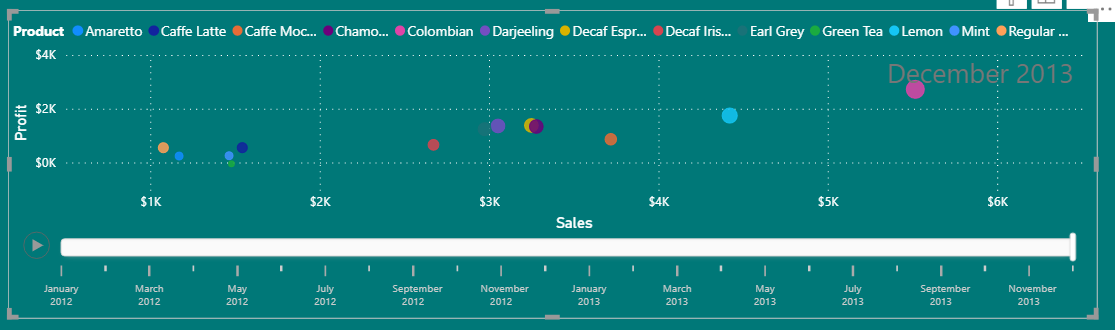 Product Amaretto Caffe Latte Caffe Moc... Chamo... Colombian Darjeeling Decaf Espr... Decaf Iris... Earl Grey Green Tea Lemon Mint Regular ...
$4K
December 2013
$2K
Profit
$0K
$1K $2K $3K $4K $5K $6K
Sales
January March May July September November January March May July September November
2012 2012 2012 2012 2012 2012 2013 2013 2013 2013 2013 2013